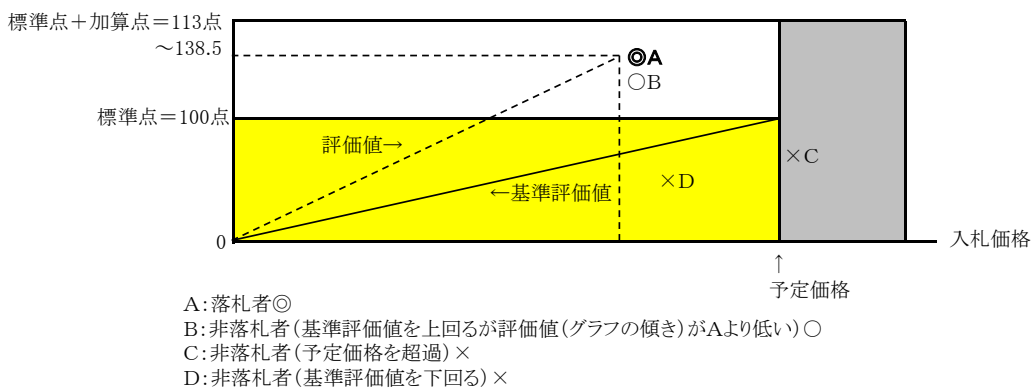 標準点＋加算点＝113点
～138.5
◎A
○B
標準点＝100点
評価値→
×C
×D
←基準評価値
0
入札価格
↑
予定価格
A：落札者◎
B：非落札者（基準評価値を上回るが評価値（グラフの傾き）がAより低い）○
C：非落札者（予定価格を超過）×
D：非落札者（基準評価値を下回る）×